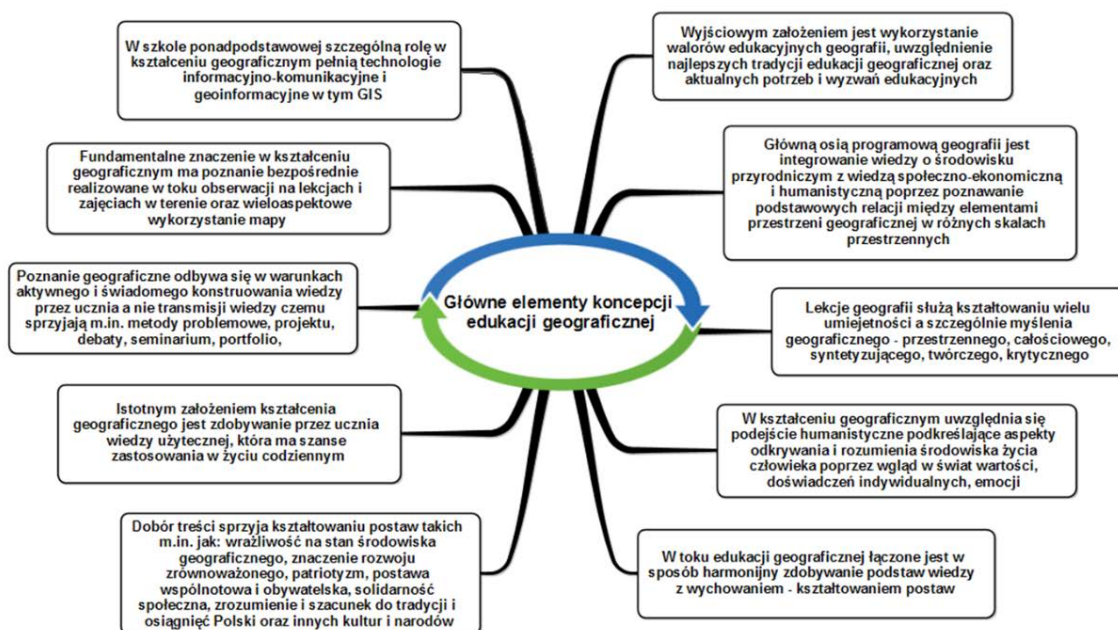 W szkole ponadpodstawowej szczególną rolę w
kształceniu geograficznym pełnią technologie
informacyjno-komunikacyjne i
geoinformacyjne w tym GIS
Wyjściowym założeniem jest wykorzystanie
walorów edukacyjnych geografii, uwzględnienie
najlepszych tradycji edukacji geograficznej oraz
aktualnych potrzeb i wyzwań edukacyjnych
Fundamentalne znaczenie w kształceniu
geograficznym ma poznanie bezpośrednie
realizowane w toku obserwacji na lekcjach i
zajęciach w terenie oraz wieloaspektowe
wykorzystanie mapy
Główną osią programową geografii jest
integrowanie wiedzy o środowisku
przyrodniczym z wiedzą społeczno-ekonomiczną
i humanistyczną poprzez poznawanie
podstawowych relacji między elementami
przestrzeni geograficznej w różnych skalach
przestrzennych
Poznanie geograficzne odbywa się w warunkach
aktywnego i świadomego konstruowania wiedzy
przez ucznia a nie transmisji wiedzy czemu
sprzyjają m.in. metody problemowe, projektu,
debaty, seminarium, portfolio,
Główne elementy koncepcji
edukacji geograficznej
Lekcje geografii służą kształtowaniu wielu
umiejetności a szczególnie myślenia
geograficznego - przestrzennego, całościowego,
syntetyzującego, twórczego, krytycznego
Istotnym założeniem kształcenia
geograficznego jest zdobywanie przez ucznia
wiedzy użytecznej, która ma szanse
zastosowania w życiu codziennym
W kształceniu geograficznym uwzględnia się
podejście humanistyczne podkreślające aspekty
odkrywania i rozumienia środowiska życia
człowieka poprzez wgląd w świat wartości,
doświadczeń indywidualnych, emocji
Dobór treści sprzyja kształtowaniu postaw takich
m.in. jak: wrażliwość na stan środowiska
geograficznego, znaczenie rozwoju
zrównoważonego, patriotyzm, postawa
wspólnotowa i obywatelska, solidarność
społeczna, zrozumienie i szacunek do tradycji i
osiągnięć Polski oraz innych kultur i narodów
W toku edukacji geograficznej łączone jest w
sposób harmonijny zdobywanie podstaw wiedzy
z wychowaniem - kształtowaniem postaw